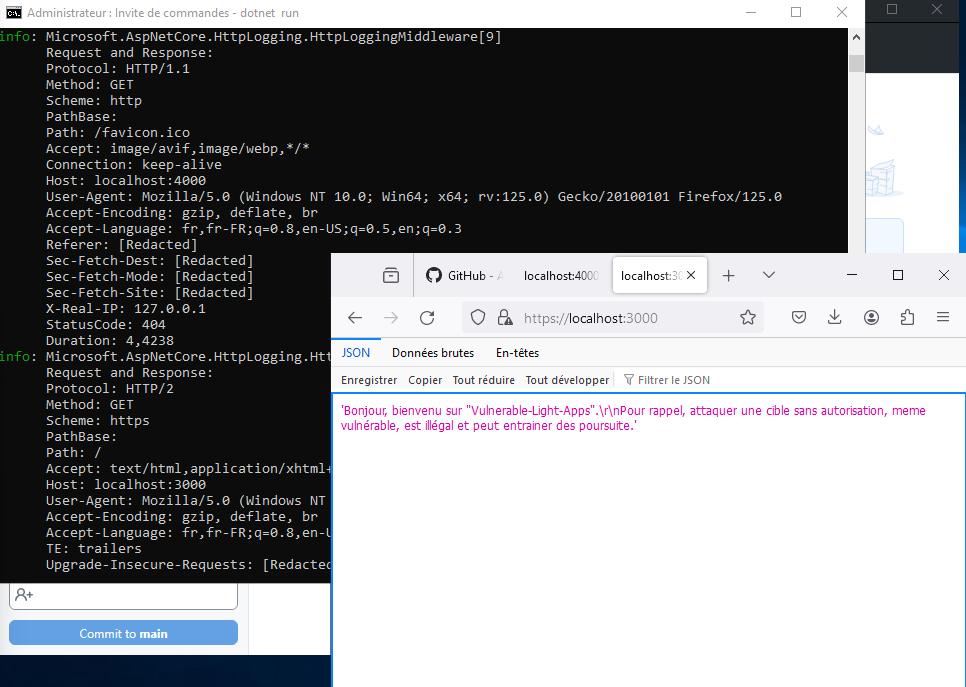 Administrateur : Invite de commandes - dotnet run
info: Microsoft.AspNetCore.HttpLogging.HttpLoggingMiddleware[9]
Request and Response:
Protocol: HTTP/1.1
Method: GET
Scheme: http
PathBase:
Path: /favicon.ico
Accept: image/avif,image/webp,*/*
Connection: keep-alive
Host: localhost:4000
User-Agent: Mozilla/5.0 (Windows NT 10.0; Win64; x64; rv:125.0) Gecko/20100101 Firefox/125.0
Accept-Encoding: gzip, deflate, br
Accept-Language: fr,fr-FR;q=0.8,en-US;q=0.5,en;q=0.3
Referer: [Redacted]
Sec-Fetch-Dest: [Redacted]
Sec-Fetch-Mode: [Redacted]
Sec-Fetch-Site: [Redacted]
X-Real-IP: 127.0.0.1
StatusCode: 404
Duration: 4,4238
info: Microsoft.AspNetCore.HttpLogging.Htt
Request and Response:
Protocol: HTTP/2
Method: GET
Scheme: https
PathBase:
Path: /
Accept: text/html,application/xhtml+
Host: localhost:3000
User-Agent: Mozilla/5.0 (Windows NT
Accept-Encoding: gzip, deflate, br
Accept-Language: fr,fr-FR;q=0.8,en-U
TE: trailers
Upgrade-Insecure-Requests: [Redacted
Commit to main
GitHub - A localhost:4000 localhost:30
https://localhost:3000
JSON Données brutes En-têtes
Enregistrer Copier Tout réduire Tout développer Filtrer le JSON
'Bonjour, bienvenu sur "Vulnerable-Light-Apps".\r\nPour rappel, attaquer une cible sans autorisation, meme
vulnérable, est illégal et peut entrainer des poursuite.'